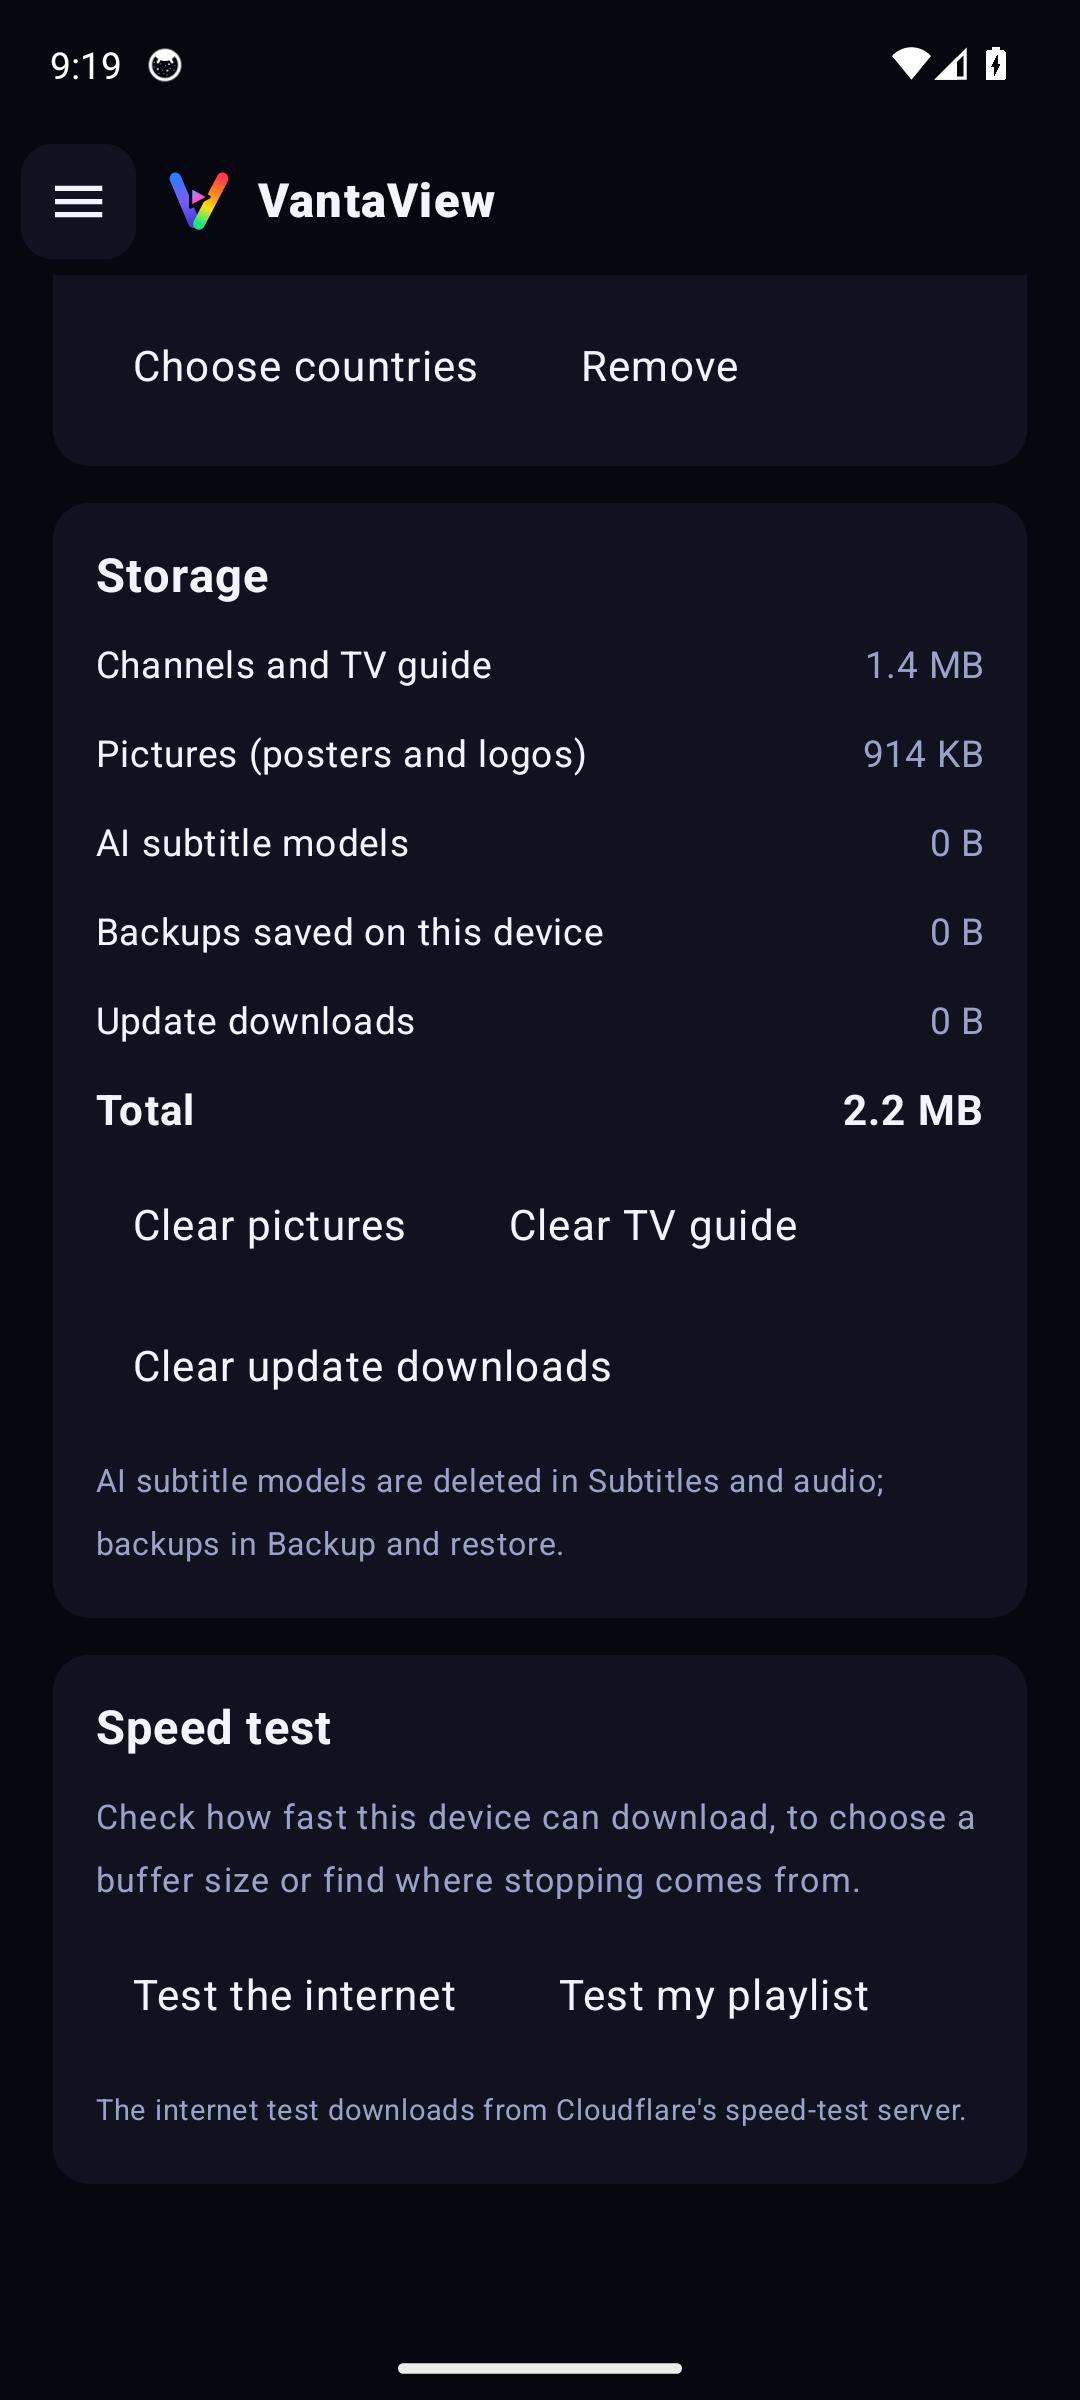 9:19
VantaView
Choose countries Remove
Storage
Channels and TV guide 1.4 MB
Pictures (posters and logos) 914 KB
AI subtitle models 0 B
Backups saved on this device 0 B
Update downloads 0 B
Total 2.2 MB
Clear pictures Clear TV guide
Clear update downloads
AI subtitle models are deleted in Subtitles and audio;
backups in Backup and restore.
Speed test
Check how fast this device can download, to choose a
buffer size or find where stopping comes from.
Test the internet Test my playlist
The internet test downloads from Cloudflare's speed-test server.